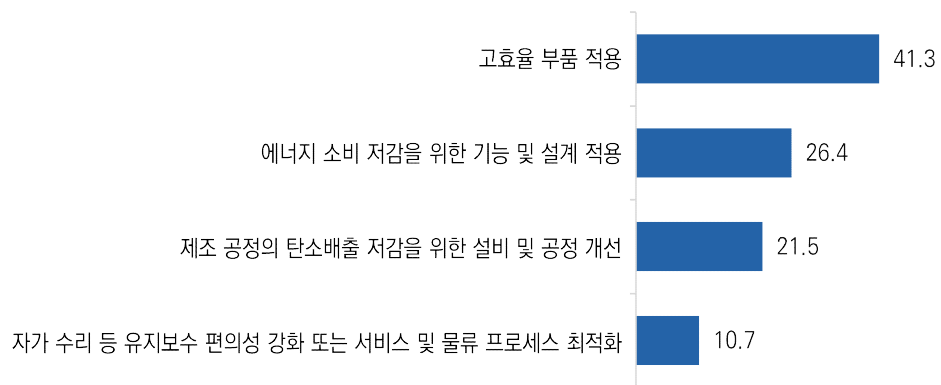 고효율 부품 적용 41.3
에너지 소비 저감을 위한 기능 및 설계 적용 26.4
제조 공정의 탄소배출 저감을 위한 설비 및 공정 개선 21.5
자가 수리 등 유지보수 편의성 강화 또는 서비스 및 물류 프로세스 최적화 10.7